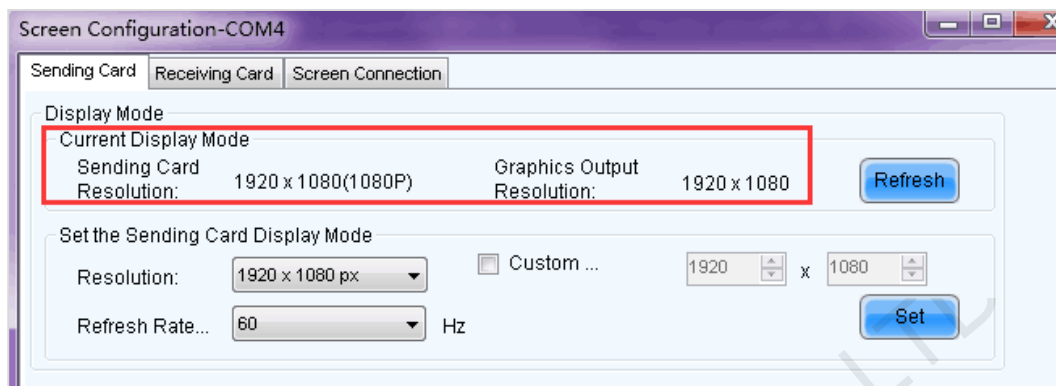 Screen Configuration-COM4
Sending Card Receiving Card Screen Connection
Display Mode
Current Display Mode
Sending Card Resolution: 1920 x 1080(1080P) Graphics Output Resolution: 1920 x 1080 Refresh
Set the Sending Card Display Mode
Resolution: 1920 x 1080 px Custom ... 1920 x 1080
Refresh Rate... 60 Hz Set
LTD